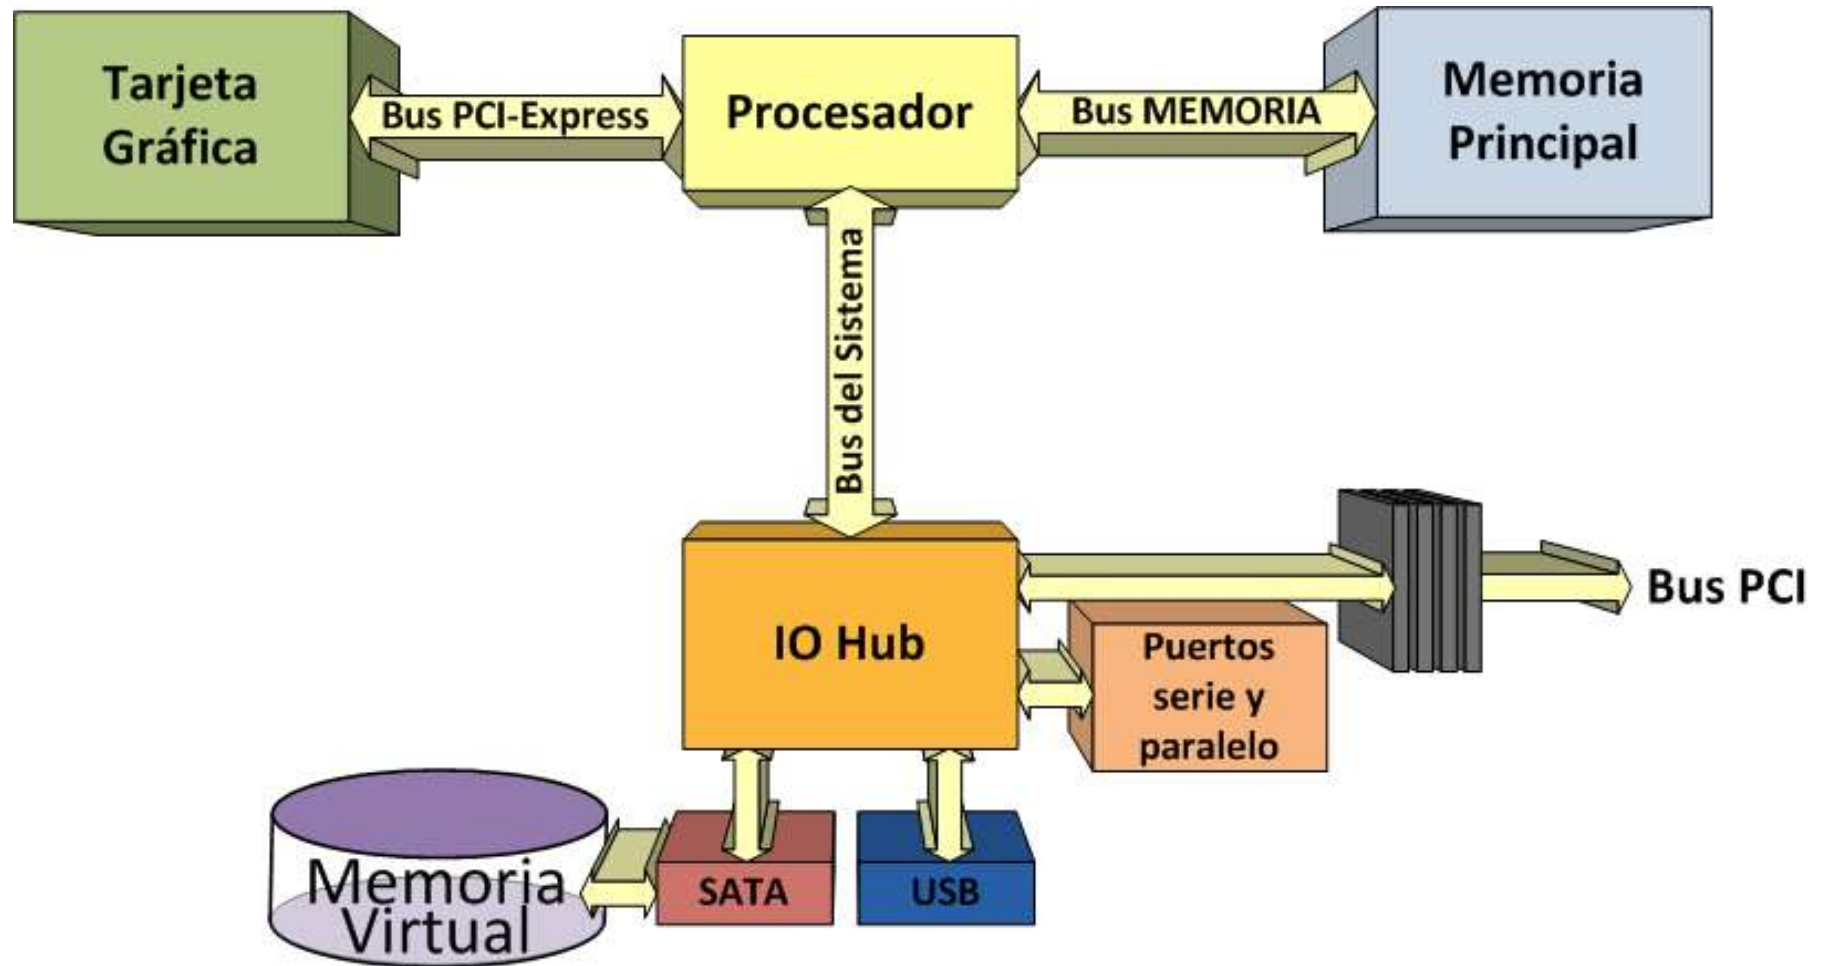 Tarjeta
Gráfica
Bus PCI-Express
Procesador
Bus MEMORIA
Memoria
Principal
Bus del Sistema
IO Hub
Bus PCI
Puertos
serie y
paralelo
Memoria
Virtual
SATA
USB